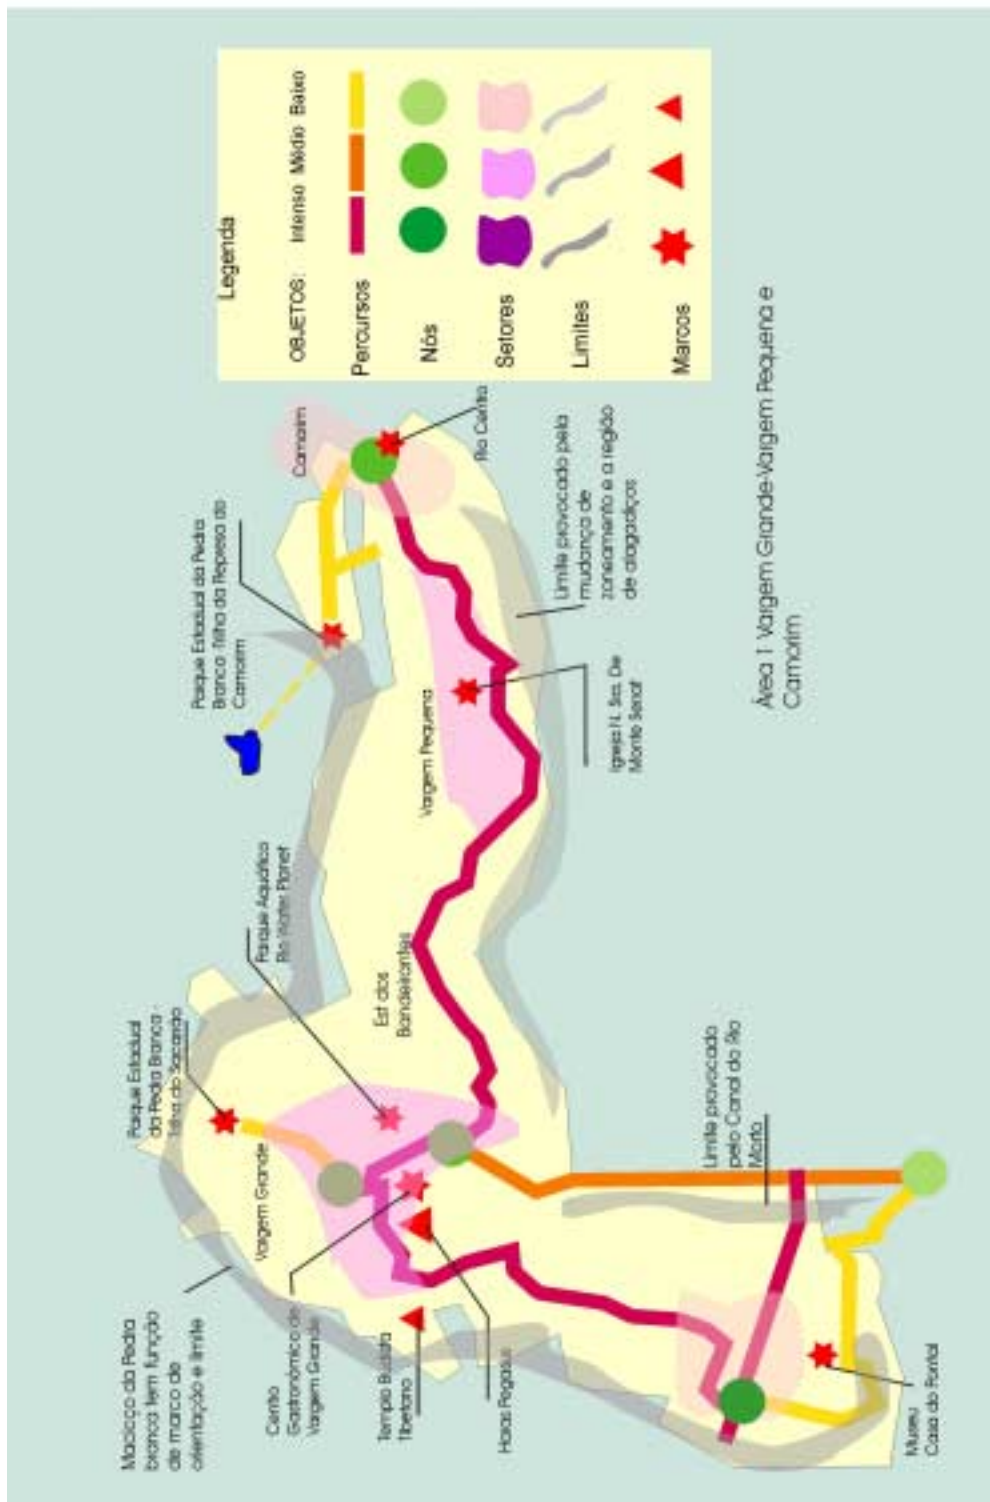 Legenda
OBJETOS: Intenso Médio Baixo
Percursos
Nós
Setores
Limites
Marcos
Maciçço da Pedra
branca tem função
de marco de
orientação e limite
Parque Estadual
da Pedra Branca -
Trilha do Sacarrão
Vargem Grande
Parque Aquático
Rio Water Planet
Parque Estadual da Pedra
Branca -Trilha da Represa do
Camorim
Camorim
Rio Centro
Centro
Gastronômico de
Vargem Grande
Templo Budista
Tibetano
Haras Pegasus
Est dos
Bandeirantes
Vargem Pequena
Limite provocado pela
mudança de
zoneamento e a região
de alagadiços
Igreja N. Sra. De
Monte Serrat
Limite provocado
pelo Canal do Rio
Morto
Museu
Casa do Pontal
Área 1 Vargem Grande-Vargem Pequena e
Camorim